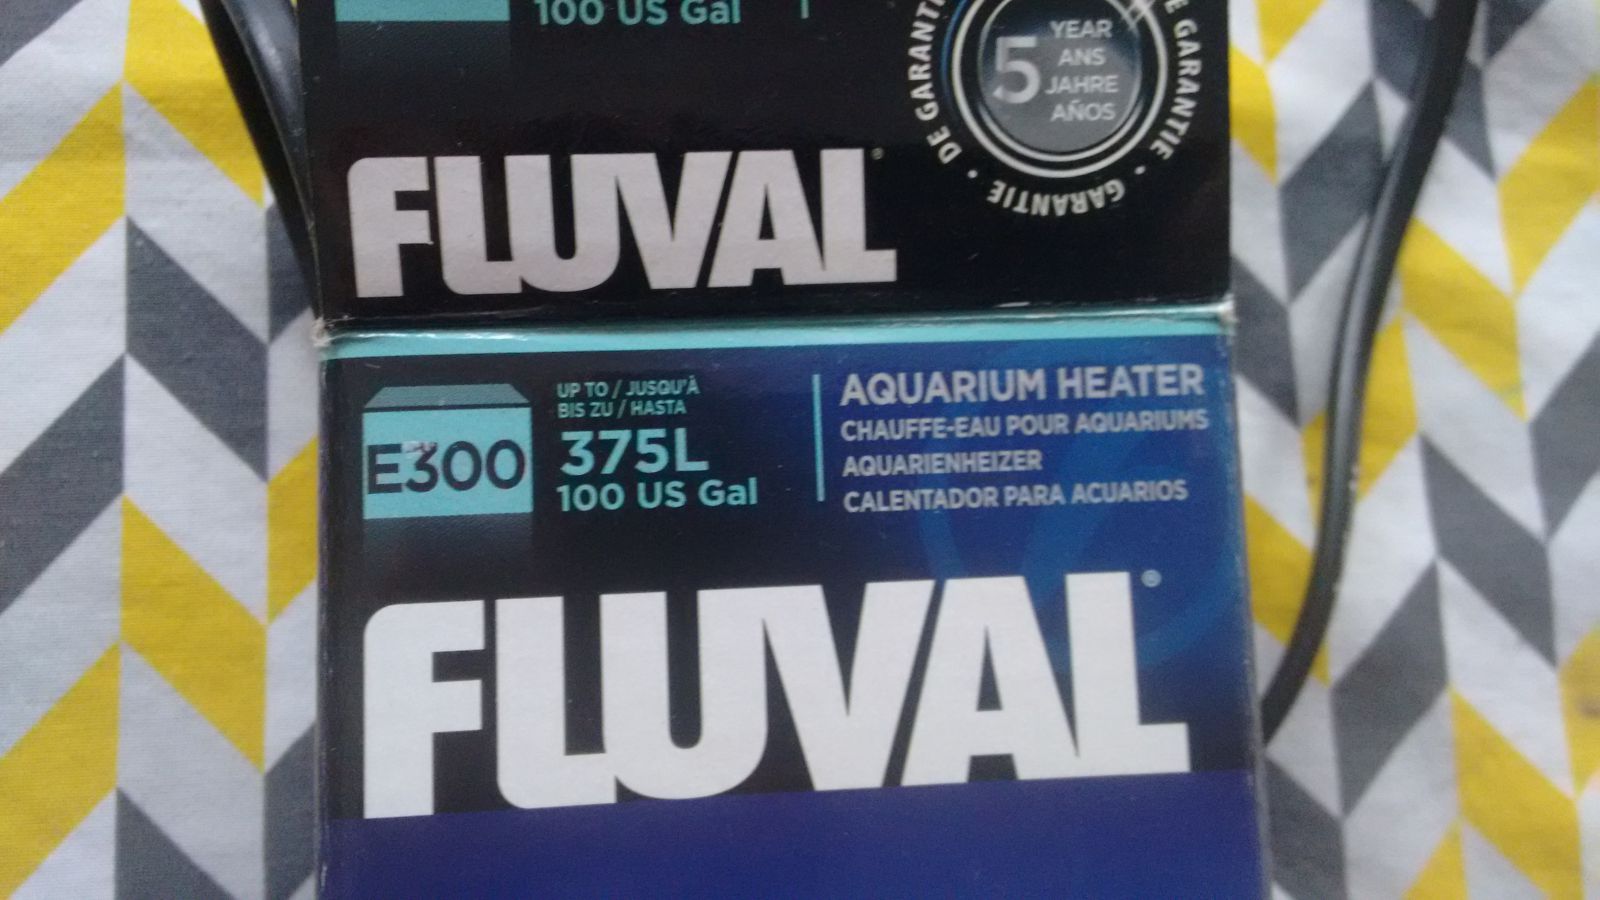 100 US Gal
DE GARANTIE • GARANTIE •
5
YEAR
ANS
JAHRE
AÑOS
FLUVAL®
E300
UP TO / JUSQU'À
BIS ZU / HASTA
375L
100 US Gal
AQUARIUM HEATER
CHAUFFE-EAU POUR AQUARIUMS
AQUARIENHEIZER
CALENTADOR PARA ACUARIOS
FLUVAL®